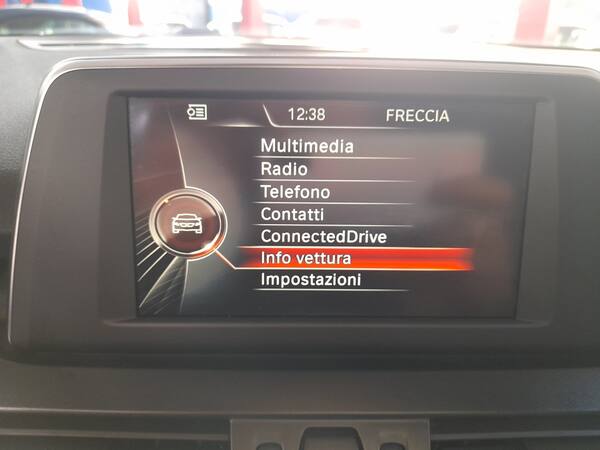 12:38 FRECCIA
Multimedia
Radio
Telefono
Contatti
ConnectedDrive
Info vettura
Impostazioni